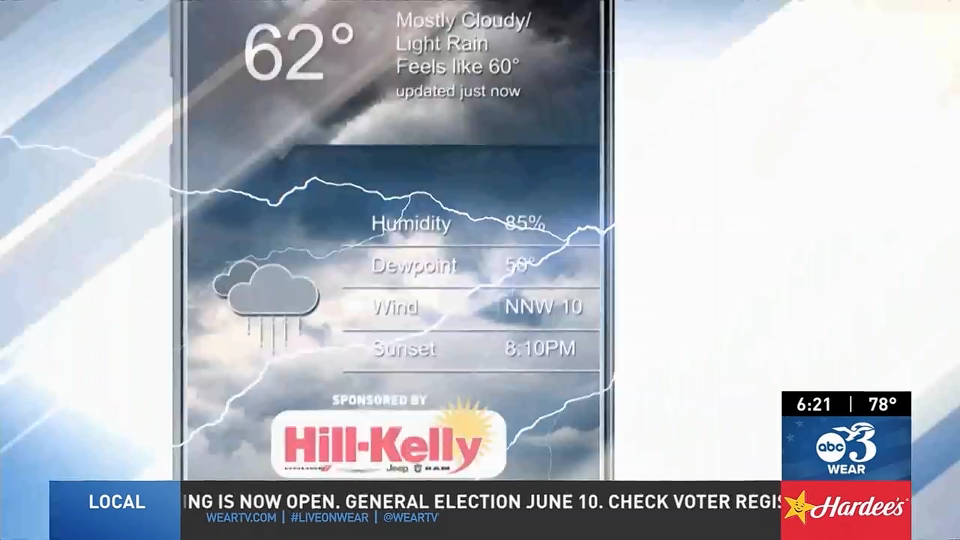 62°
Mostly Cloudy/
Light Rain
Feels like 60°
updated just now
Humidity 85%
Dewpoint
Wind NNW 10
Sunset 8:10PM
SPONSORED BY
Hill-Kelly
Jeep RAM
6:21 | 78°
abc 3
WEAR
LOCAL
ING IS NOW OPEN. GENERAL ELECTION JUNE 10. CHECK VOTER REGIS
WEARTV.COM | #LIVEONWEAR | @WEARTV
Hardee's